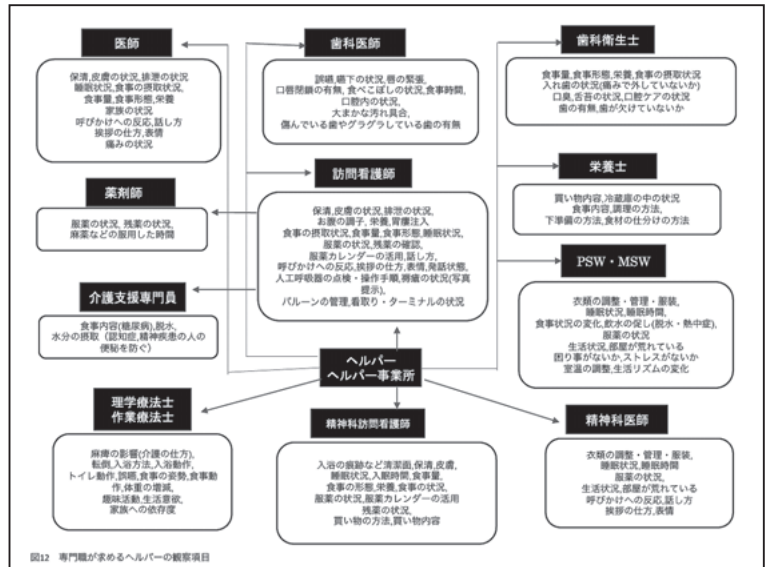 医師
保清,皮膚の状況,排泄の状況
睡眠状況,食事の摂取状況,
食事量,食事形態,栄養
家族の状況
呼びかけへの反応,話し方
挨拶の仕方,表情
痛みの状況
歯科医師
誤嚥,嚥下の状況,唇の緊張,
口唇閉鎖の有無,食べこぼしの状況,食事時間,
口腔内の状況,
大まかな汚れ具合,
傷んでいる歯やグラグラしている歯の有無
歯科衛生士
食事量,食事形態,栄養,食事の摂取状況
入れ歯の状況(痛みで外していないか)
口臭,舌苔の状況,口腔ケアの状況
歯の有無,歯が欠けていないか
薬剤師
服薬の状況,残薬の状況,
麻薬などの服用した時間
訪問看護師
保清,皮膚の状況,排泄の状況,
お腹の調子,栄養,胃瘻注入
食事の摂取状況,食事量,食事形態,睡眠状況,
服薬の状況,残薬の確認,
服薬カレンダーの活用,話し方,
呼びかけへの反応,挨拶の仕方,表情,発語状態,
人工呼吸器の点検・操作手順,褥瘡の状況(写真
提示),
バルーンの管理,看取り・ターミナルの状況
栄養士
買い物内容,冷蔵庫の中の状況
食事内容,調理の方法,
下準備の方法,食材の仕分けの方法
介護支援専門員
食事内容(糖尿病),脱水,
水分の摂取(認知症,精神疾患の人の
便秘を防ぐ)
PSW・MSW
衣類の調整・管理・服装,
睡眠状況,睡眠時間,
食事状況の変化,飲水の促し(脱水・熱中症),
服薬の状況
生活状況,部屋が荒れている
困り事がないか,ストレスがないか
室温の調整,生活リズムの変化
ヘルパー
ヘルパー事業所
理学療法士
作業療法士
麻痺の影響(介護の仕方),
転倒,入浴方法,入浴動作,
トイレ動作,誤嚥,食事の姿勢,食事動
作,体重の増減,
趣味活動,生活意欲,
家族への依存度
精神科訪問看護師
入浴の痕跡など清潔面,保清,皮膚,
睡眠状況,入眠時間,食事量,
食事の形態,栄養,食事の状況,
服薬の状況,服薬カレンダーの活用
残薬の状況,
買い物の方法,買い物内容
精神科医師
衣類の調整・管理・服装,
睡眠状況,睡眠時間
服薬の状況,
生活状況,部屋が荒れている
呼びかけへの反応,話し方
挨拶の仕方,表情
図12 専門職が求めるヘルパーの観察項目